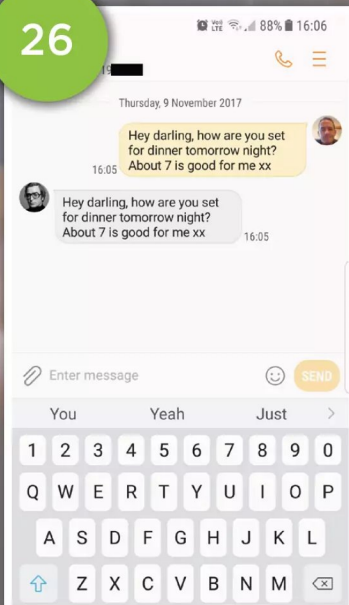 26
88% 16:06
Thursday, 9 November 2017
Hey darling, how are you set
for dinner tomorrow night?
16:05 About 7 is good for me xx
Hey darling, how are you set
for dinner tomorrow night?
About 7 is good for me xx 16:05
Enter message SEND
You Yeah Just
1 2 3 4 5 6 7 8 9 0
Q W E R T Y U I O P
A S D F G H J K L
Z X C V B N M